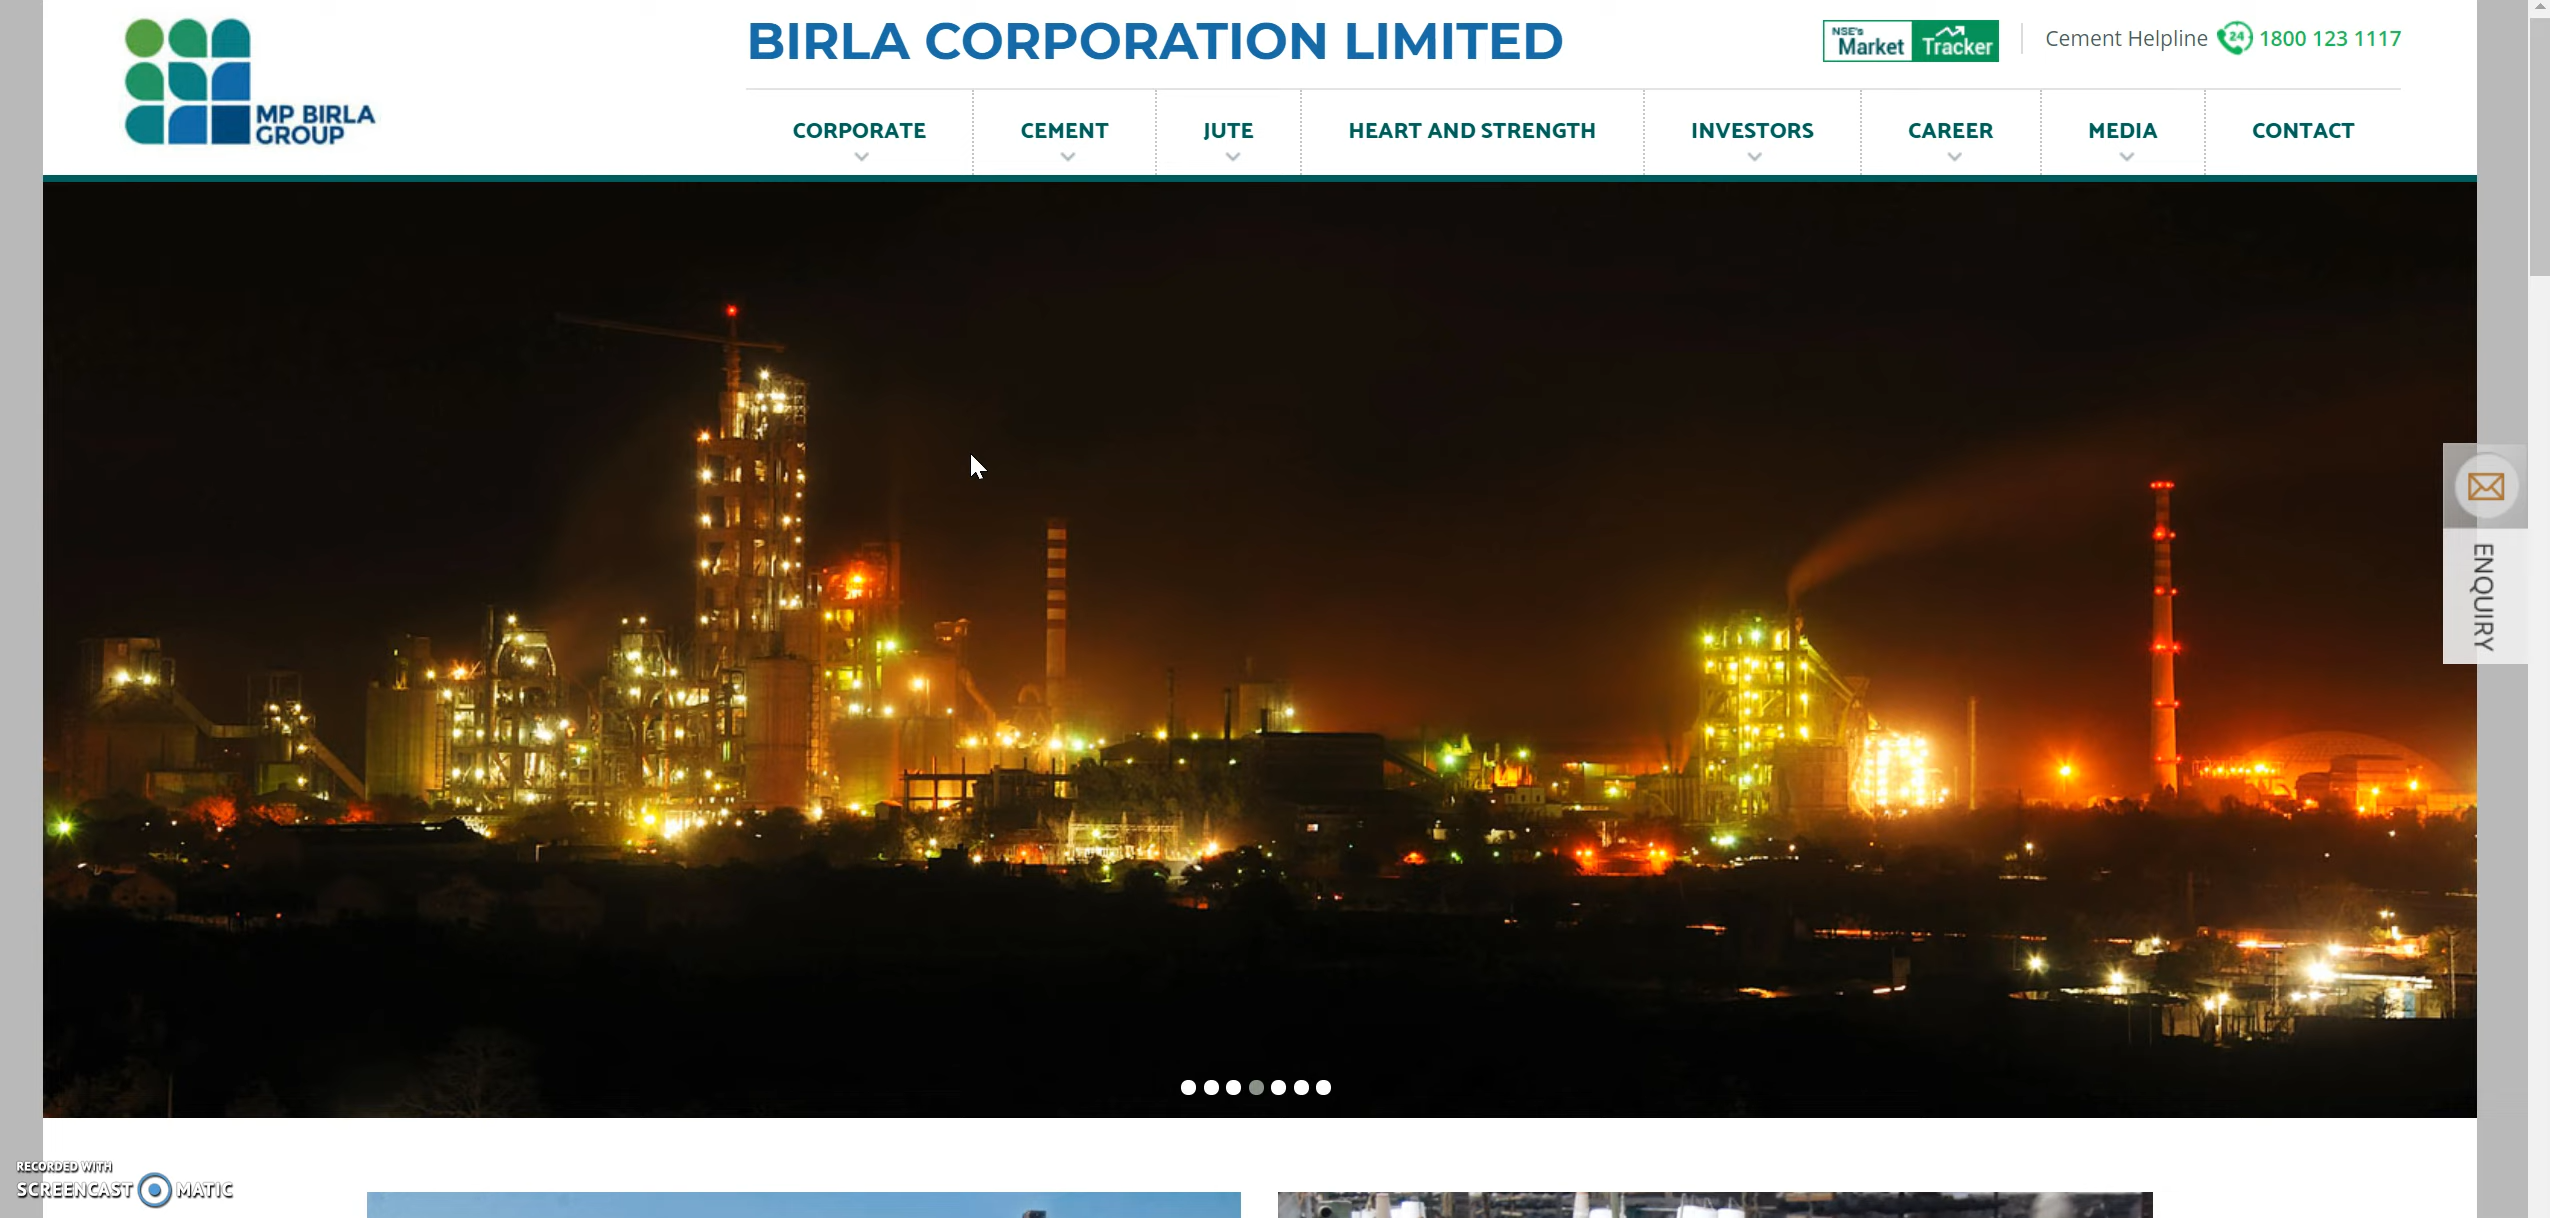 BIRLA CORPORATION LIMITED
NSE's
Market Tracker
Cement Helpline 24 1800 123 1117
MP BIRLA
GROUP
CORPORATE CEMENT JUTE HEART AND STRENGTH INVESTORS CAREER MEDIA CONTACT
ENQUIRY
RECORDED WITH
SCREENCAST MATIC